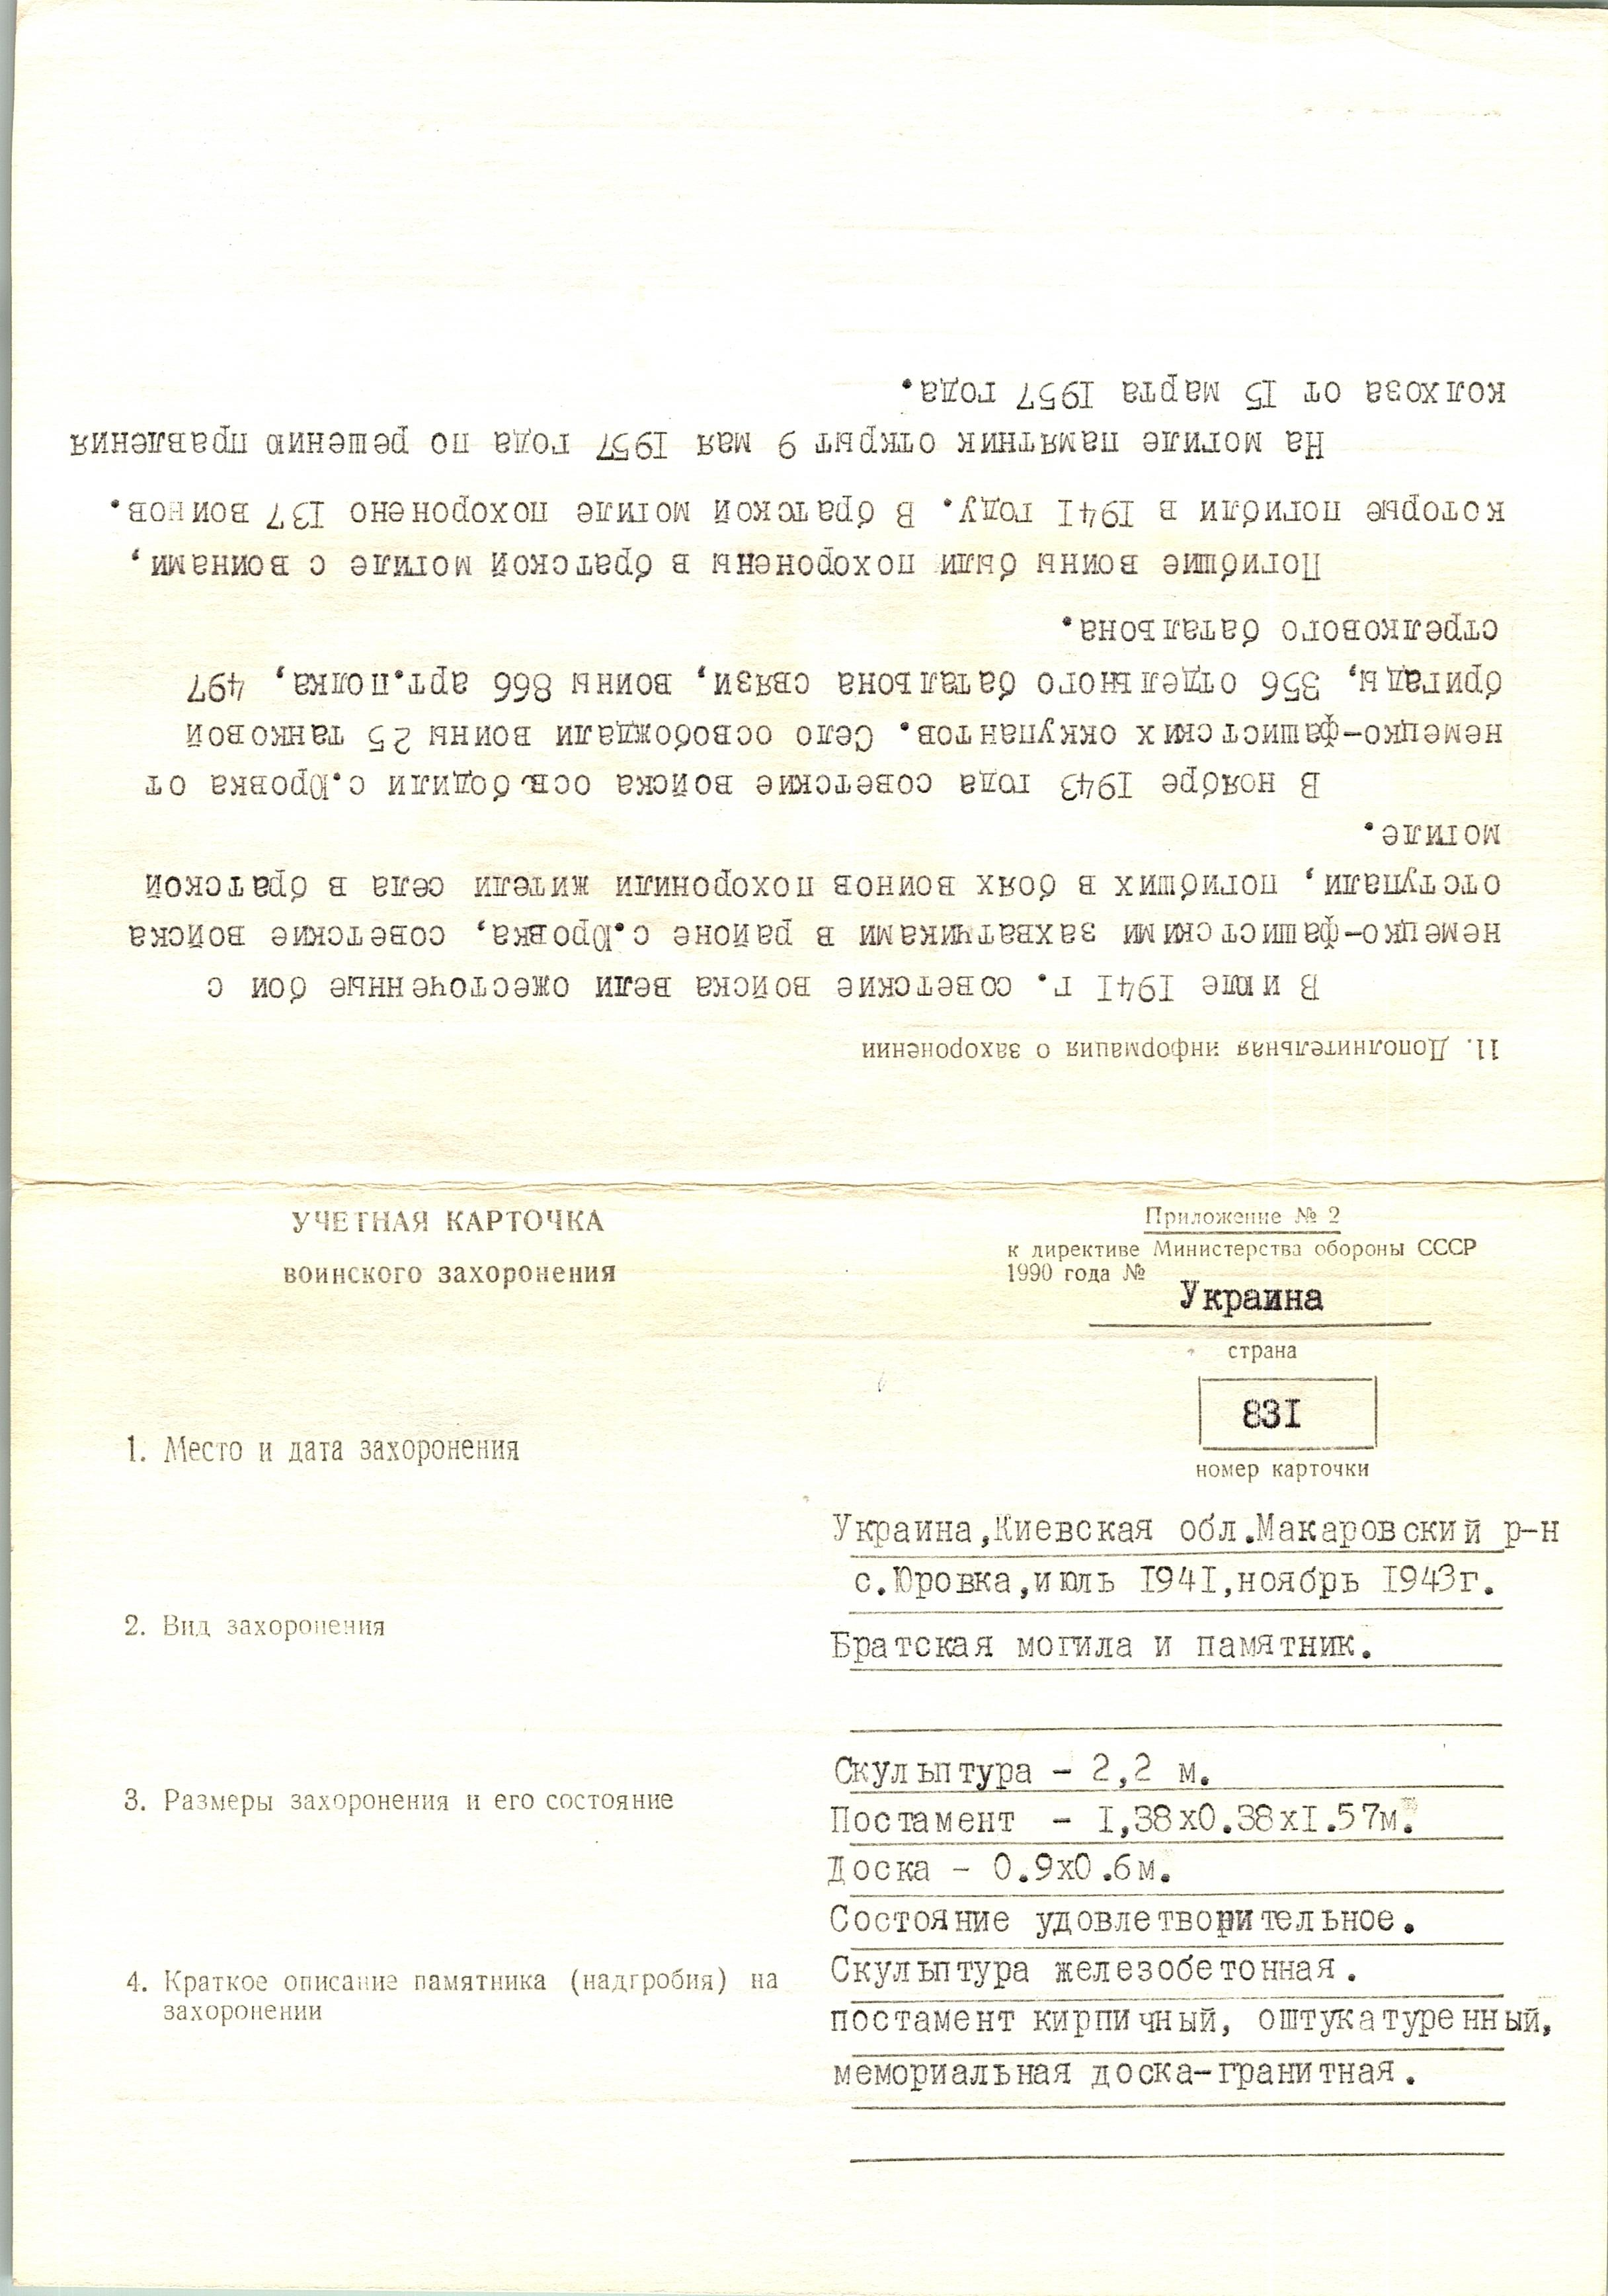 УЧЕТНАЯ КАРТОЧКА
воинского захоронения
Приложение № 2
к директиве Министерства обороны СССР
1990 года №
Украина
страна
831
номер карточки
1. Место и дата захоронения
Украина,Киевская обл.Макаровский р-н
с.Юровка,июль 1941,ноябрь 1943г.
2. Вид захоронения
Братская могила и памятник.
3. Размеры захоронения и его состояние
Скульптура - 2,2 м.
Постамент - 1,38х0.38х1.57м.
Доска - 0.9х0.6м.
Состояние удовлетворительное.
4. Краткое описание памятника (надгробия) на
захоронении
Скульптура железобетонная.
постамент кирпичный, оштукатуренный,
мемориальная доска-гранитная.
11. Дополнительная информация о захоронении
В июле 1941 г. советские войска вели ожесточенные бои с
немецко-фашистскими захватчиками в районе с.Юровка, советские войска
отступали, погибших в боях воинов похоронили жители села в братской
могиле.
В ноябре 1943 года советские войска освободили с.Юровка от
немецко-фашистских оккупантов. Село освобождали воины 25 танковой
бригады, 356 отдельного батальона связи, воины 866 арт.полка, 497
стрелкового батальона.
Погибшие воины были похоронены в братской могиле с воинами,
которые погибли в 1941 году. В братской могиле похоронено 137 воинов.
На могиле памятник открыт 9 мая 1957 года по решению правления
колхоза от 15 марта 1957 года.